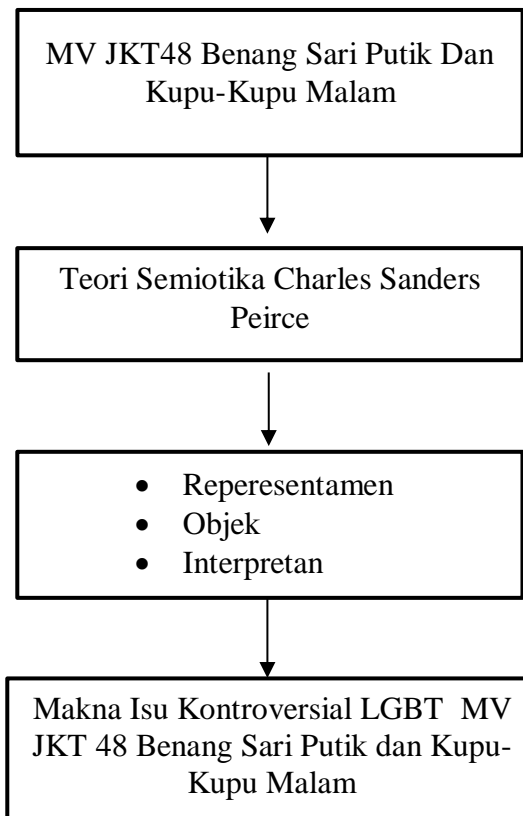 MV JKT48 Benang Sari Putik Dan
Kupu-Kupu Malam
Teori Semiotika Charles Sanders
Peirce
• Reperesentamen
• Objek
• Interpretan
Makna Isu Kontroversial LGBT  MV
JKT 48 Benang Sari Putik dan Kupu-
Kupu Malam